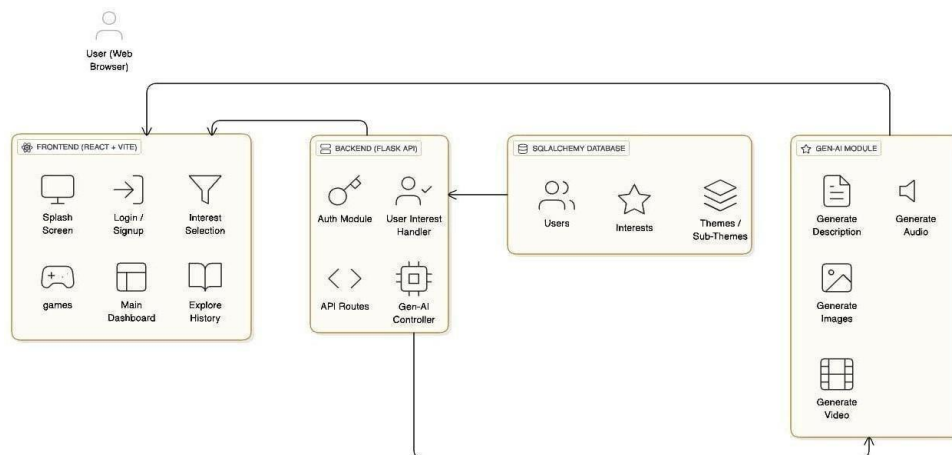 User (Web
Browser)
FRONTEND (REACT + VITE)
Splash
Screen
Login /
Signup
Interest
Selection
games
Main
Dashboard
Explore
History
BACKEND (FLASK API)
Auth Module
User Interest
Handler
API Routes
Gen-AI
Controller
SQLALCHEMY DATABASE
Users
Interests
Themes /
Sub-Themes
GEN-AI MODULE
Generate
Description
Generate
Audio
Generate
Images
Generate
Video